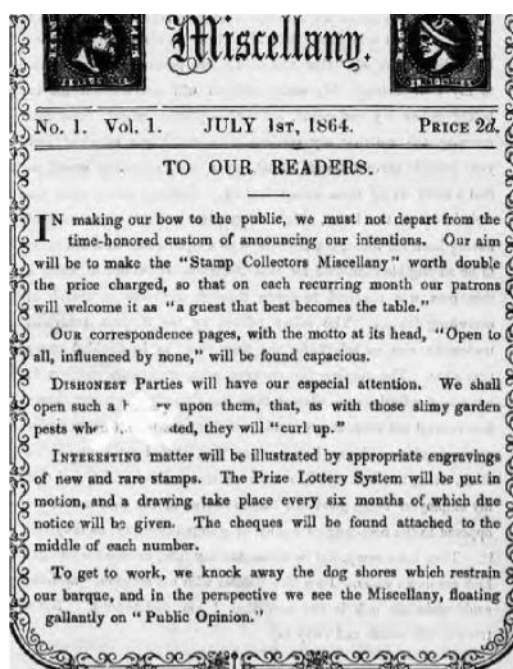 Miscellany.
No. 1. Vol. 1. JULY 1ST, 1864. PRICE 2d.
TO OUR READERS.
IN making our bow to the public, we must not depart from the
time-honored custom of announcing our intentions. Our aim
will be to make the "Stamp Collectors Miscellany" worth double
the price charged, so that on each recurring month our patrons
will welcome it as "a guest that best becomes the table."
OUR correspondence pages, with the motto at its head, "Open to
all, influenced by none," will be found capacious.
DISHONEST Parties will have our especial attention. We shall
open such a upon them, that, as with those slimy garden
pests they will "curl up."
INTERESTING matter will be illustrated by appropriate engravings
of new and rare stamps. The Prize Lottery System will be put in
motion, and a drawing take place every six months of which due
notice will be given. The cheques will be found attached to the
middle of each number.
To get to work, we knock away the dog shores which restrain
our barque, and in the perspective we see the Miscellany, floating
gallantly on "Public Opinion."